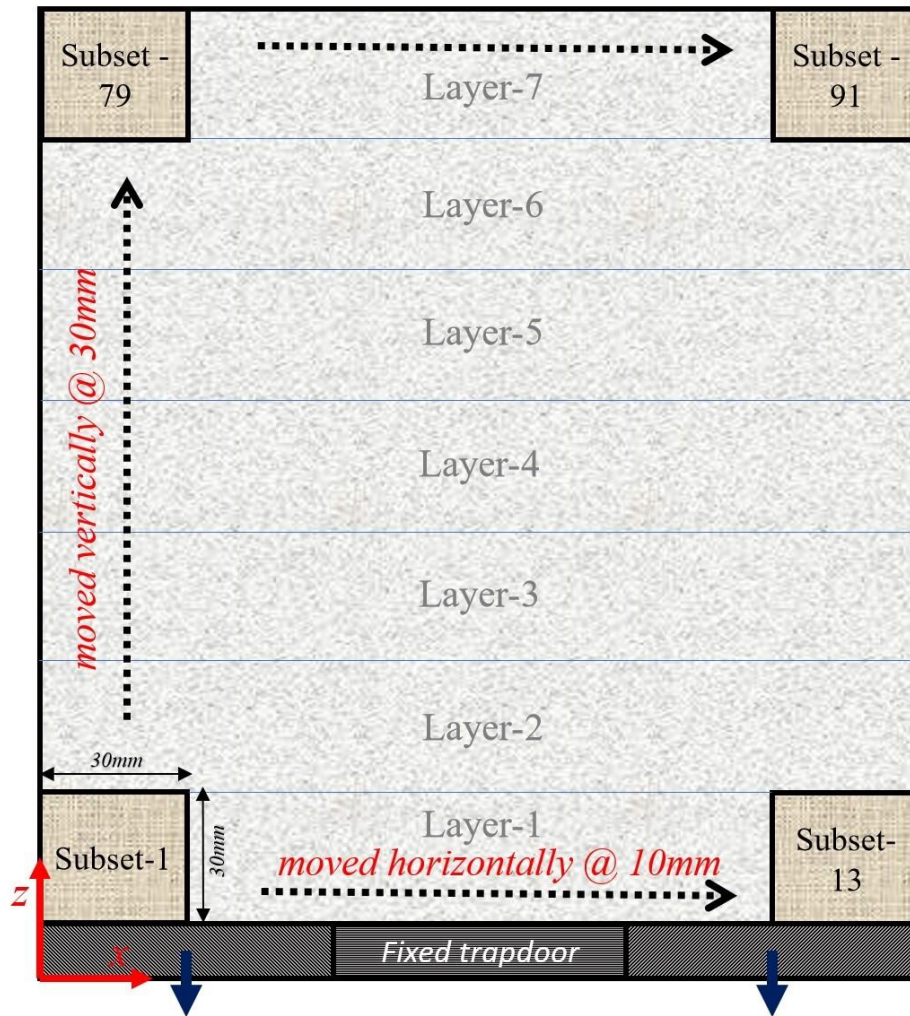 Subset -
79
Subset -
91
Layer-7
Layer-6
Layer-5
Layer-4
Layer-3
Layer-2
Layer-1
moved vertically @ 30mm
30mm
30mm
Subset-1
moved horizontally @ 10mm
Subset-
13
z
x
Fixed trapdoor